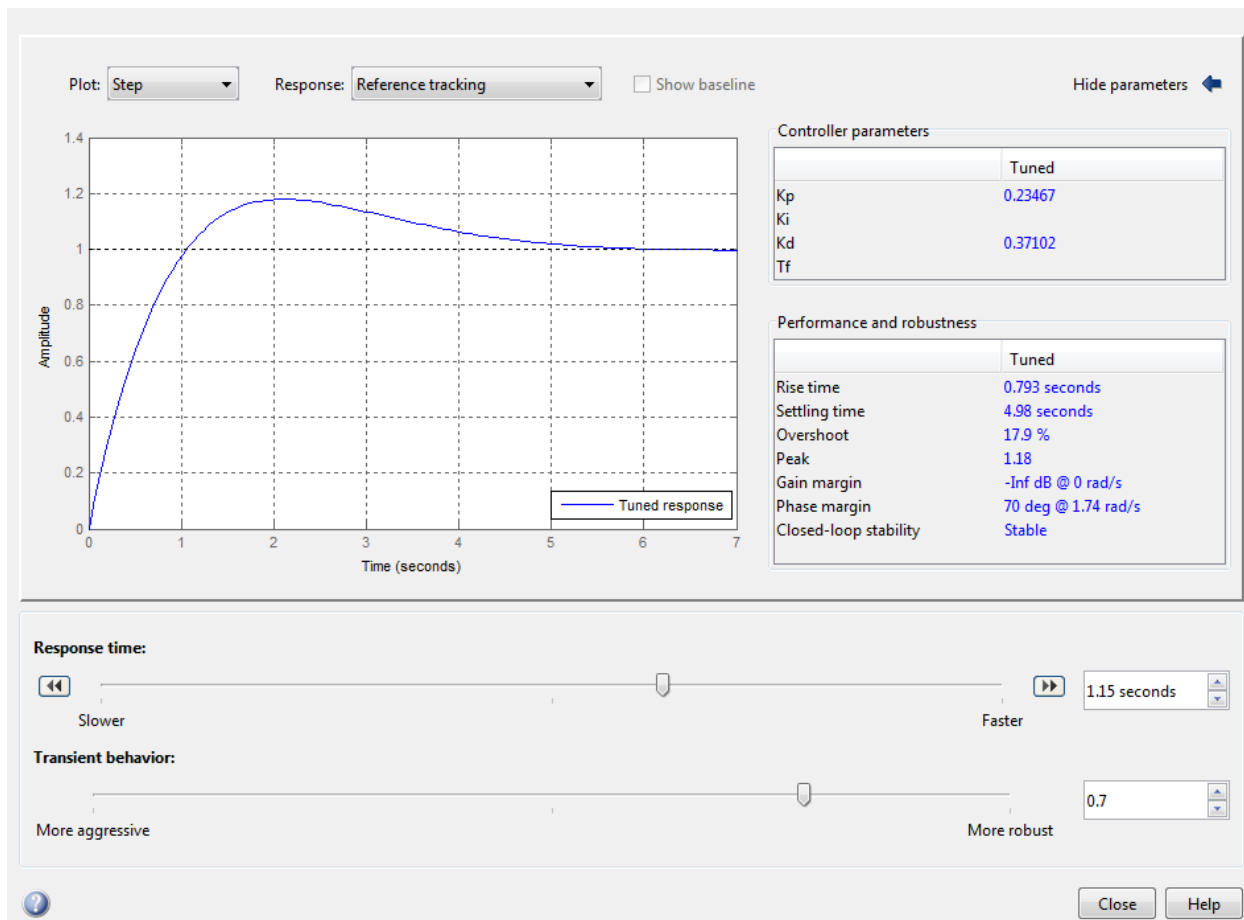 Plot: Step Response: Reference tracking Show baseline Hide parameters
1.4
1.2
1
0.8
0.6
0.4
0.2
0
Amplitude
0 1 2 3 4 5 6 7
Time (seconds)
Tuned response
Controller parameters
Tuned
Kp 0.23467
Ki
Kd 0.37102
Tf
Performance and robustness
Tuned
Rise time 0.793 seconds
Settling time 4.98 seconds
Overshoot 17.9 %
Peak 1.18
Gain margin -Inf dB @ 0 rad/s
Phase margin 70 deg @ 1.74 rad/s
Closed-loop stability Stable
Response time:
1.15 seconds
Slower Faster
Transient behavior:
0.7
More aggressive More robust
? Close Help